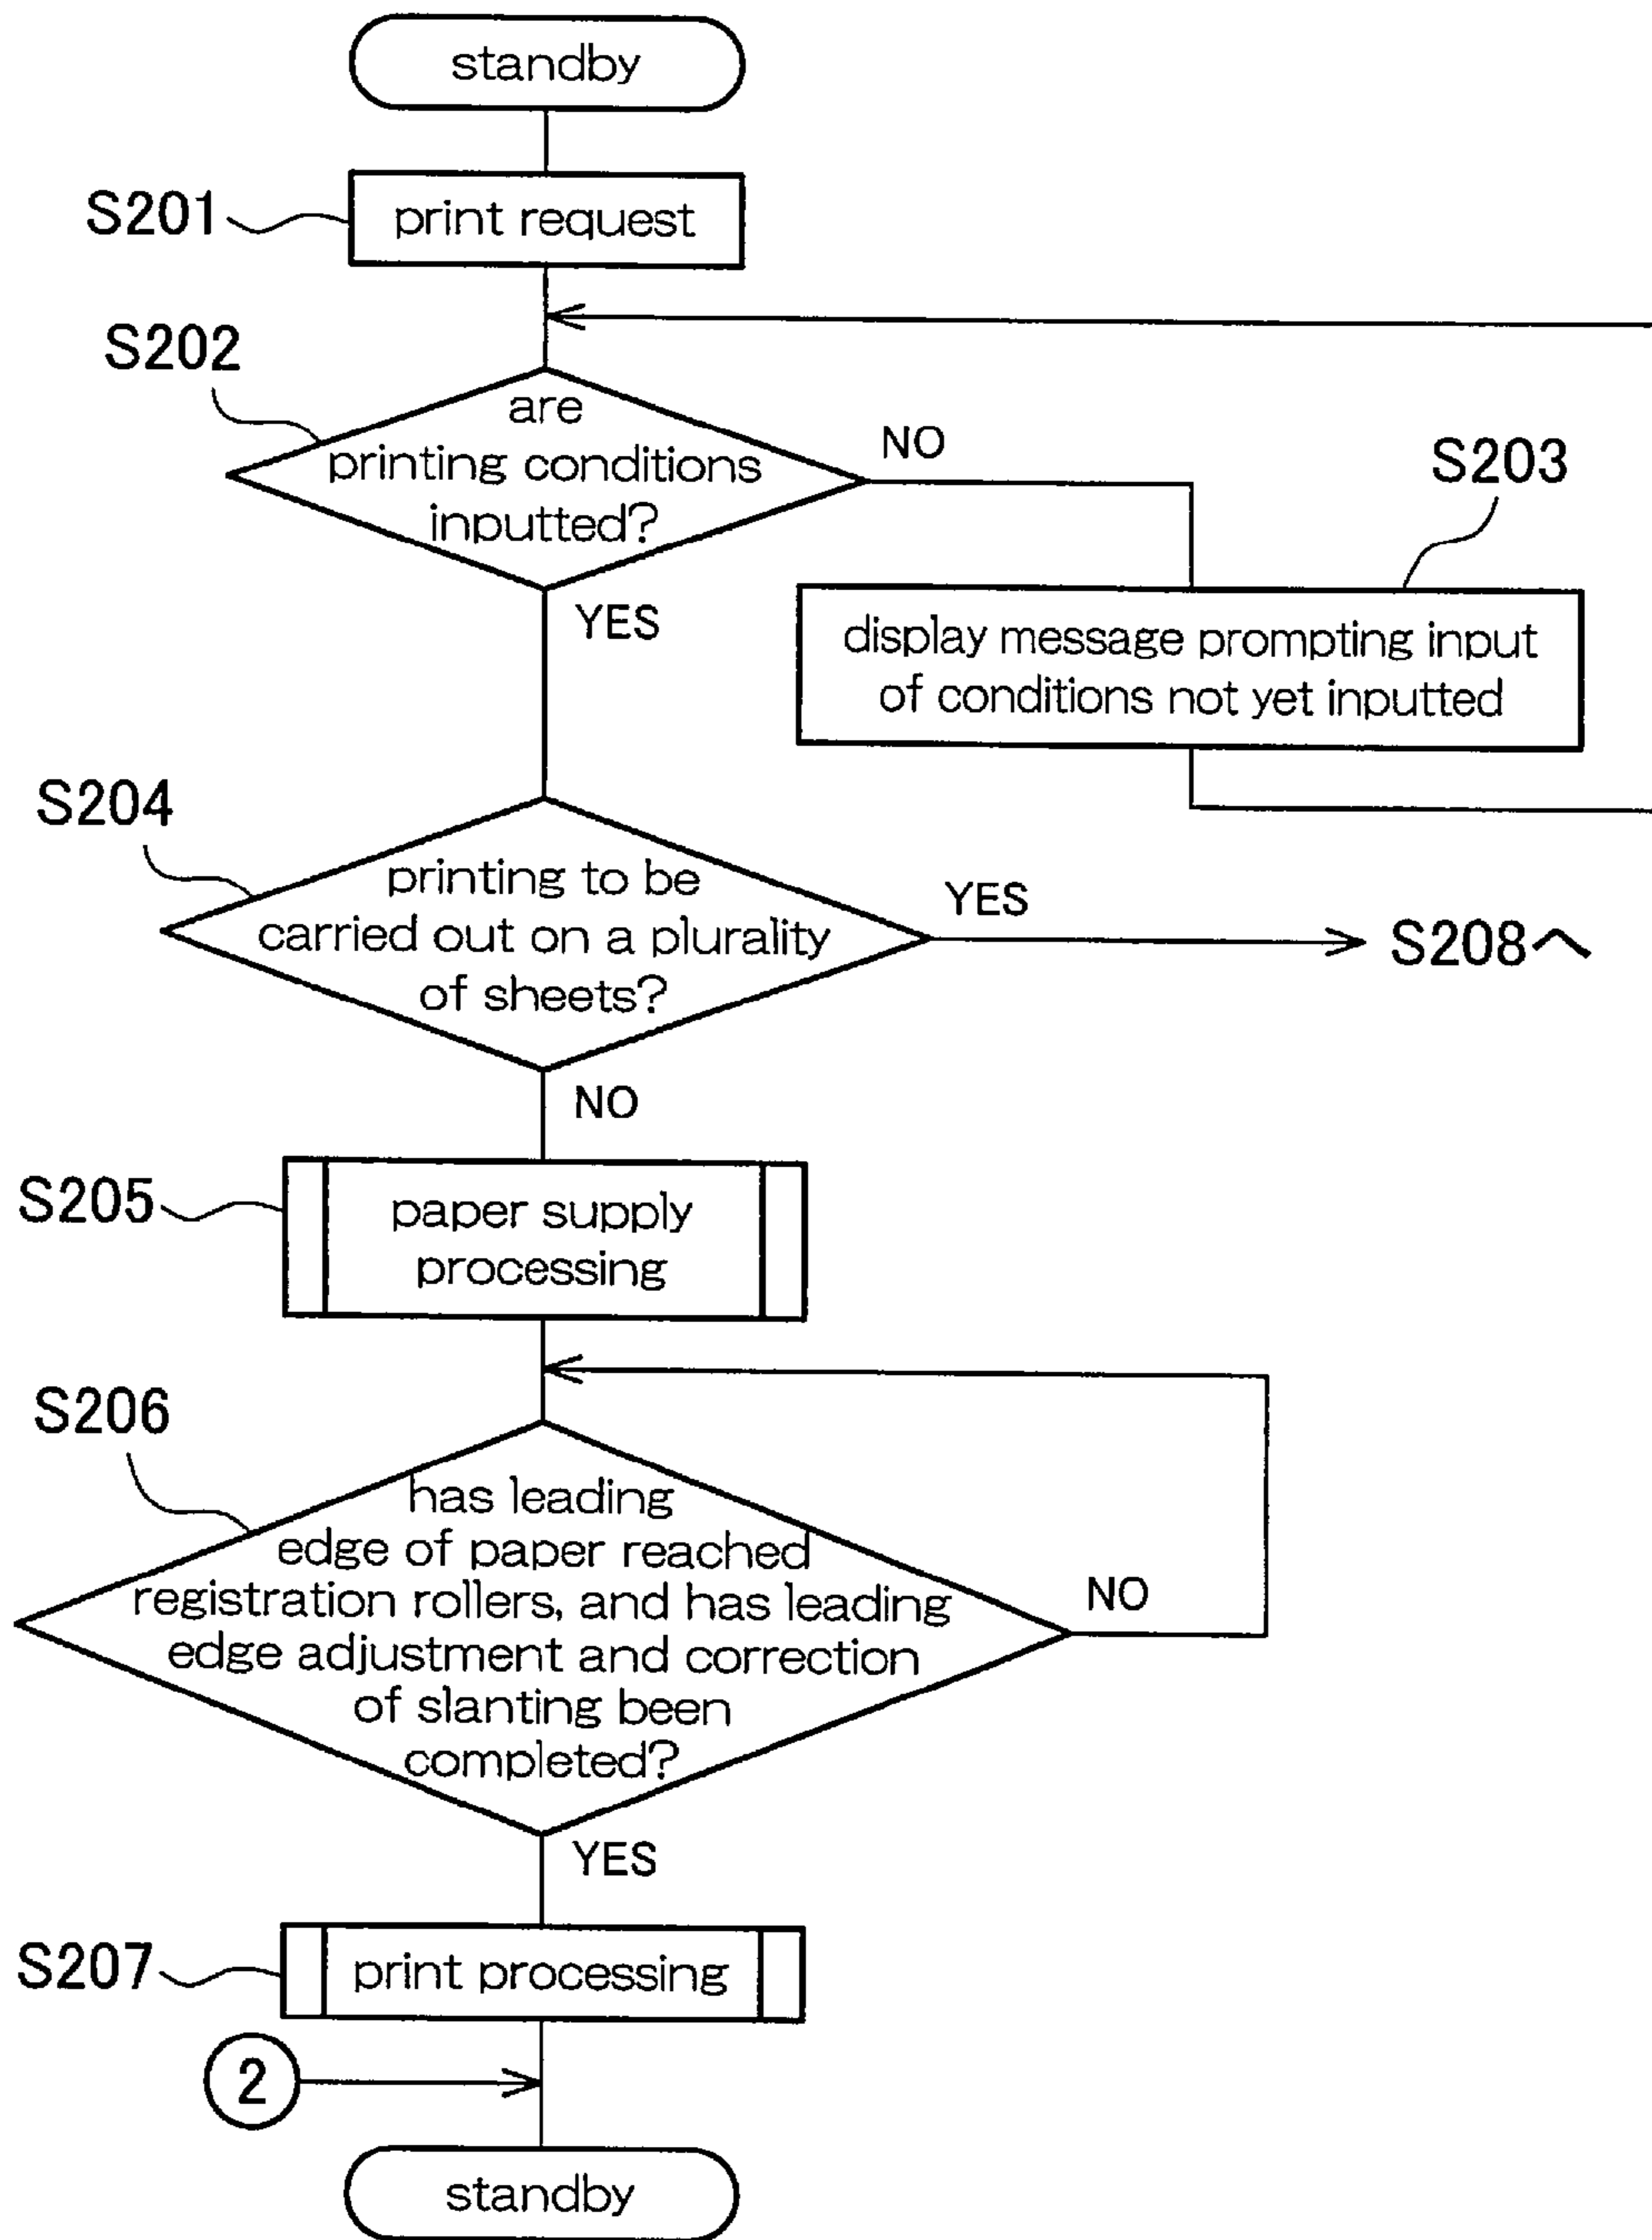 standby
S201
print request
S202
are
printing conditions
inputted?
NO
YES
S203
display message prompting input
of conditions not yet inputted
S204
printing to be
carried out on a plurality
of sheets?
YES
S208へ
NO
S205
paper supply
processing
S206
has leading
edge of paper reached
registration rollers, and has leading
edge adjustment and correction
of slanting been
completed?
NO
YES
S207
print processing
2
standby